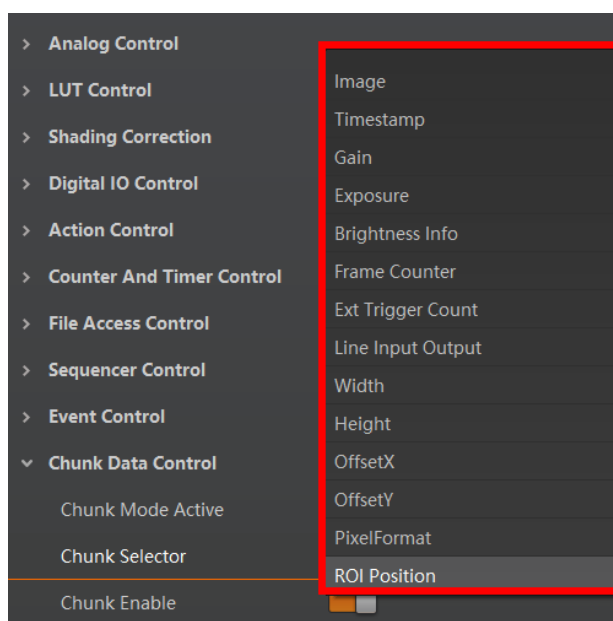 Analog Control
LUT Control
Shading Correction
Digital IO Control
Action Control
Counter And Timer Control
File Access Control
Sequencer Control
Event Control
Chunk Data Control
Chunk Mode Active
Chunk Selector
Chunk Enable
Image
Timestamp
Gain
Exposure
Brightness Info
Frame Counter
Ext Trigger Count
Line Input Output
Width
Height
OffsetX
OffsetY
PixelFormat
ROI Position